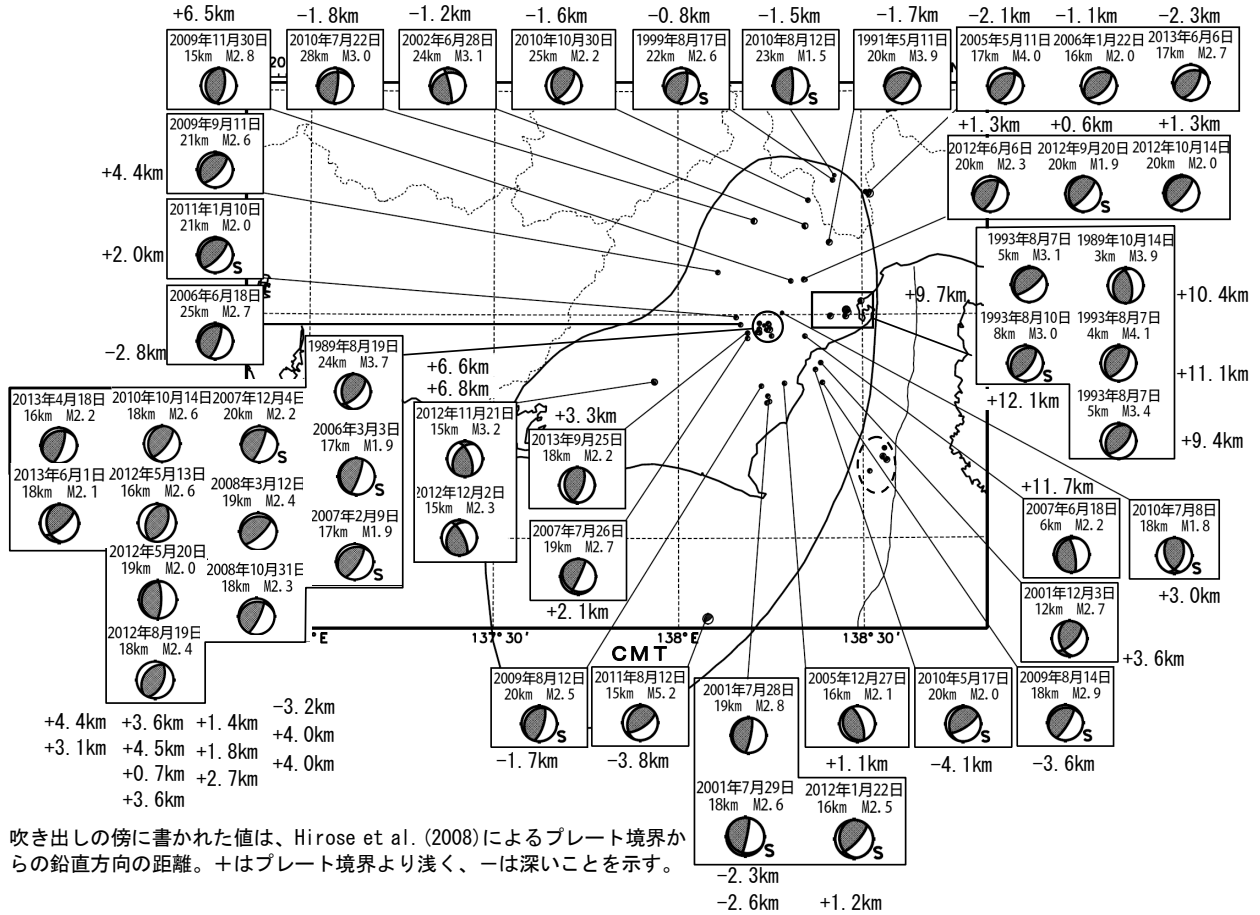 +6.5km −1.8km −1.2km −1.6km −0.8km −1.5km −1.7km −2.1km −1.1km −2.3km
2009年11月30日
15km M2.8
2010年7月22日
28km M3.0
2002年6月28日
24km M3.1
2010年10月30日
25km M2.2
1999年8月17日
22km M2.6
S
2010年8月12日
23km M1.5
S
1991年5月11日
20km M3.9
2005年5月11日
17km M4.0
2006年1月22日
16km M2.0
2013年6月6日
17km M2.7
+1.3km +0.6km +1.3km
2012年6月6日
20km M2.3
2012年9月20日
20km M1.9
S
2012年10月14日
20km M2.0
+4.4km
2009年9月11日
21km M2.6
+2.0km
2011年1月10日
21km M2.0
S
−2.8km
2006年6月18日
25km M2.7
+9.7km
1993年8月7日
5km M3.1
1989年10月14日
3km M3.9
+10.4km
1993年8月10日
8km M3.0
S
1993年8月7日
4km M4.1
+11.1km
+12.1km
1993年8月7日
5km M3.4
+9.4km
1989年8月19日
24km M3.7
2006年3月3日
17km M1.9
S
2007年2月9日
17km M1.9
S
2013年4月18日
16km M2.2
2010年10月14日
18km M2.6
2007年12月4日
20km M2.2
S
2013年6月1日
18km M2.1
2012年5月13日
16km M2.6
2008年3月12日
19km M2.4
2012年5月20日
19km M2.0
2008年10月31日
18km M2.3
2012年8月19日
18km M2.4
+6.6km
+6.8km
2012年11月21日
15km M3.2
2012年12月2日
15km M2.3
+3.3km
2013年9月25日
18km M2.2
2007年7月26日
19km M2.7
+2.1km
+11.7km
2007年6月18日
6km M2.2
2010年7月8日
18km M1.8
S
+3.0km
2001年12月3日
12km M2.7
+3.6km
°E 137°30' 138°E 138°30'
CMT
2009年8月12日
20km M2.5
S
−1.7km
2011年8月12日
15km M5.2
−3.8km
2001年7月28日
19km M2.8
2005年12月27日
16km M2.1
+1.1km
2010年5月17日
20km M2.0
S
−4.1km
2009年8月14日
18km M2.9
S
−3.6km
2001年7月29日
18km M2.6
S
2012年1月22日
16km M2.5
S
−2.3km
−2.6km +1.2km
+4.4km +3.6km +1.4km −3.2km
+3.1km +4.5km +1.8km +4.0km
+0.7km +2.7km +4.0km
+3.6km
吹き出しの傍に書かれた値は、Hirose et al.(2008)によるプレート境界か
らの鉛直方向の距離。+はプレート境界より浅く、−は深いことを示す。